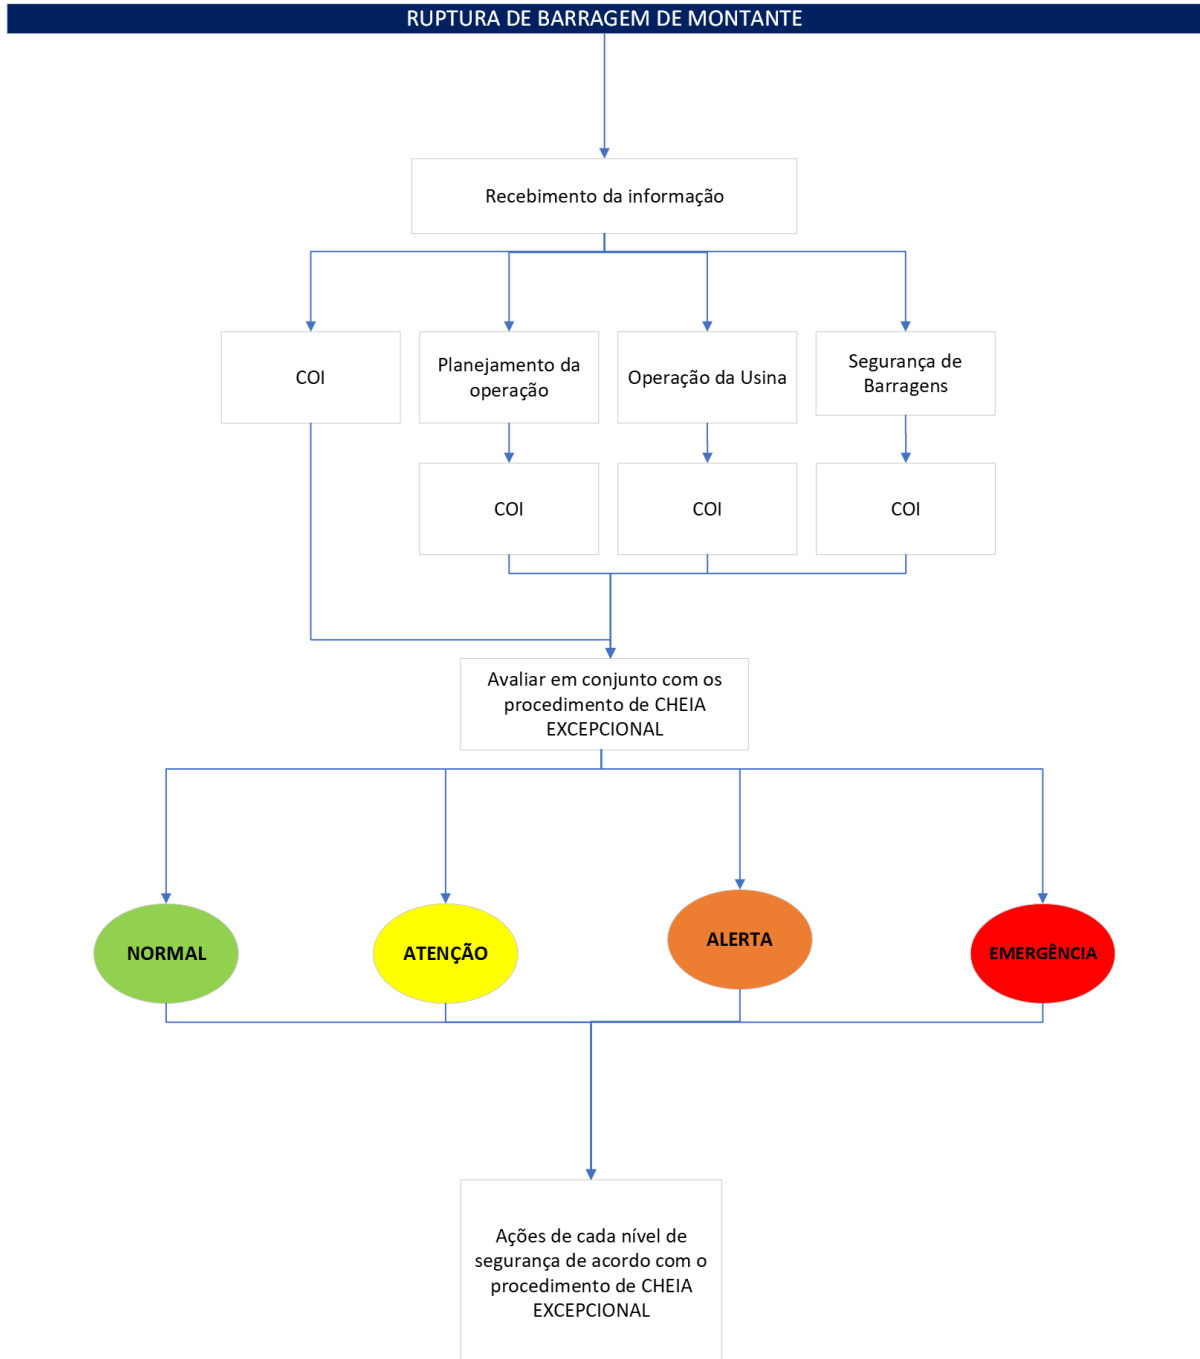 RUPTURA DE BARRAGEM DE MONTANTE
Recebimento da informação
COI
Planejamento da
operação
Operação da Usina
Segurança de
Barragens
COI
COI
COI
Avaliar em conjunto com os
procedimento de CHEIA
EXCEPCIONAL
NORMAL
ATENÇÃO
ALERTA
EMERGÊNCIA
Ações de cada nível de
segurança de acordo com o
procedimento de CHEIA
EXCEPCIONAL